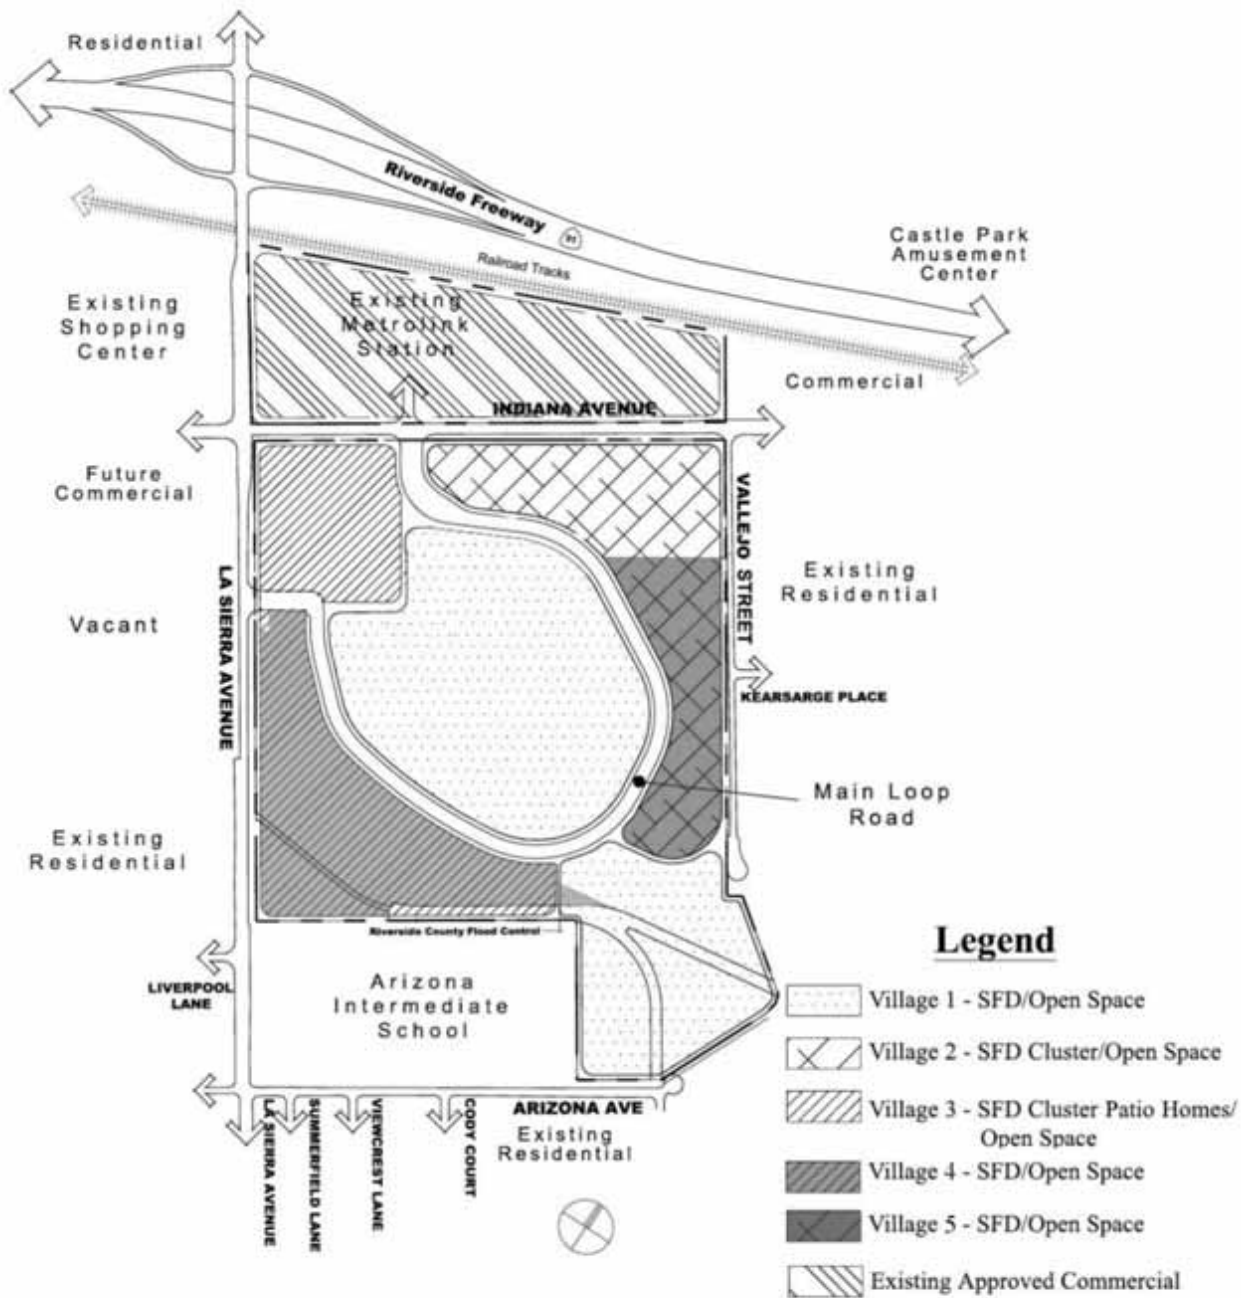 Residential
Riverside Freeway
91
Castle Park
Amusement
Center
Railroad Tracks
Existing
Shopping
Center
Existing
Metrolink
Station
Commercial
INDIANA AVENUE
Future
Commercial
VALLEJO STREET
LA SIERRA AVENUE
Existing
Residential
Vacant
KEARSARGE PLACE
Main Loop
Road
Existing
Residential
Riverside County Flood Control
LIVERPOOL
LANE
Arizona
Intermediate
School
ARIZONA AVE
Existing
Residential
LA SIERRA AVENUE
SUMMERFIELD LANE
VIEWCREST LANE
CODY COURT
Legend
Village 1 - SFD/Open Space
Village 2 - SFD Cluster/Open Space
Village 3 - SFD Cluster Patio Homes/
Open Space
Village 4 - SFD/Open Space
Village 5 - SFD/Open Space
Existing Approved Commercial